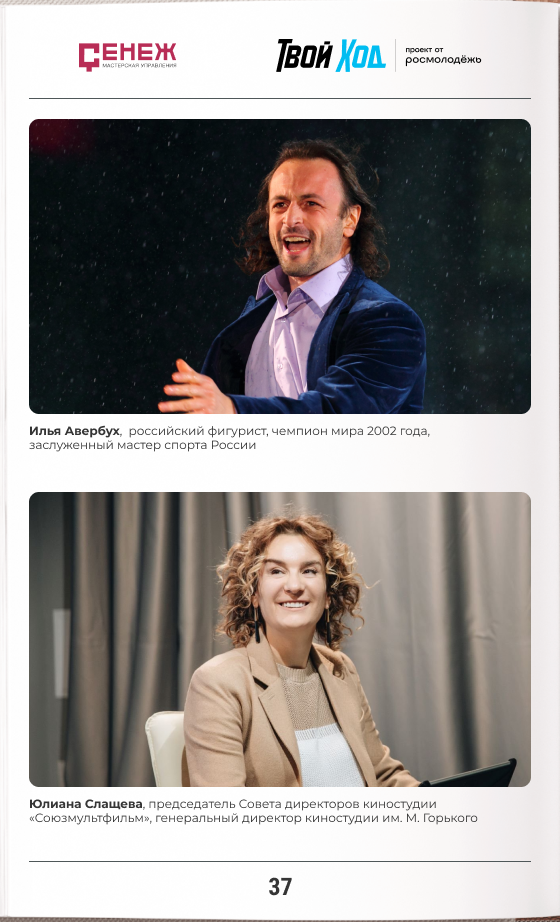 СЕНЕЖ
МАСТЕРСКАЯ УПРАВЛЕНИЯ
Твой Ход
проект от
росмолодёжь
Илья Авербух, российский фигурист, чемпион мира 2002 года,
заслуженный мастер спорта России
Юлиана Слащева, председатель Совета директоров киностудии
«Союзмультфильм», генеральный директор киностудии им. М. Горького
37